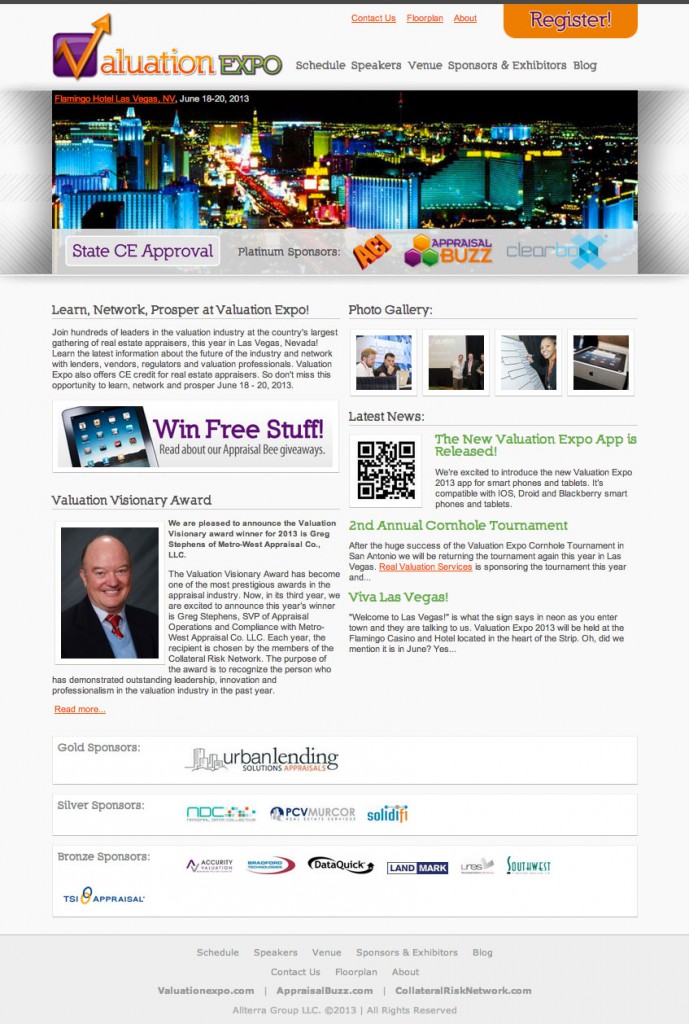 Contact Us Floorplan About
Register!
Valuation EXPO
Schedule Speakers Venue Sponsors & Exhibitors Blog
Flamingo Hotel Las Vegas, NV, June 18-20, 2013
State CE Approval
Platinum Sponsors:
ACI
APPRAISAL
BUZZ
clearbox
Learn, Network, Prosper at Valuation Expo!
Join hundreds of leaders in the valuation industry at the country's largest
gathering of real estate appraisers, this year in Las Vegas, Nevada!
Learn the latest information about the future of the industry and network
with lenders, vendors, regulators and valuation professionals. Valuation
Expo also offers CE credit for real estate appraisers. So don't miss this
opportunity to learn, network and prosper June 18 - 20, 2013.
Win Free Stuff!
Read about our Appraisal Bee giveaways.
Valuation Visionary Award
We are pleased to announce the Valuation
Visionary award winner for 2013 is Greg
Stephens of Metro-West Appraisal Co.,
LLC.
The Valuation Visionary Award has become
one of the most prestigious awards in the
appraisal industry. Now, in its third year, we
are excited to announce this year's winner
is Greg Stephens, SVP of Appraisal
Operations and Compliance with Metro-
West Appraisal Co. LLC. Each year, the
recipient is chosen by the members of the
Collateral Risk Network. The purpose of
the award is to recognize the person who
has demonstrated outstanding leadership, innovation and
professionalism in the valuation industry in the past year.
Read more...
Photo Gallery:
Latest News:
The New Valuation Expo App is
Released!
We're excited to introduce the new Valuation Expo
2013 app for smart phones and tablets. It's
compatible with IOS, Droid and Blackberry smart
phones and tablets.
2nd Annual Cornhole Tournament
After the huge success of the Valuation Expo Cornhole Tournament in
San Antonio we will be returning the tournament again this year in Las
Vegas. Real Valuation Services is sponsoring the tournament this year
and...
Viva Las Vegas!
"Welcome to Las Vegas!" is what the sign says in neon as you enter
town and they are talking to us. Valuation Expo 2013 will be held at the
Flamingo Casino and Hotel located in the heart of the Strip. Oh, did we
mention it is in June? Yes...
Gold Sponsors:
urbanlending
SOLUTIONS APPRAISALS
Silver Sponsors:
NDC
NATIONAL DATA COLLECTIVE
PCVMURCOR
REAL ESTATE SERVICES
solidifi
Bronze Sponsors:
ACCURITY
VALUATION
BRADFORD
TECHNOLOGIES
DataQuick
LAND MARK
SOUTHWEST
TSI APPRAISAL
Schedule Speakers Venue Sponsors & Exhibitors Blog
Contact Us Floorplan About
Valuationexpo.com | AppraisalBuzz.com | CollateralRiskNetwork.com
Allterra Group LLC. ©2013 | All Rights Reserved